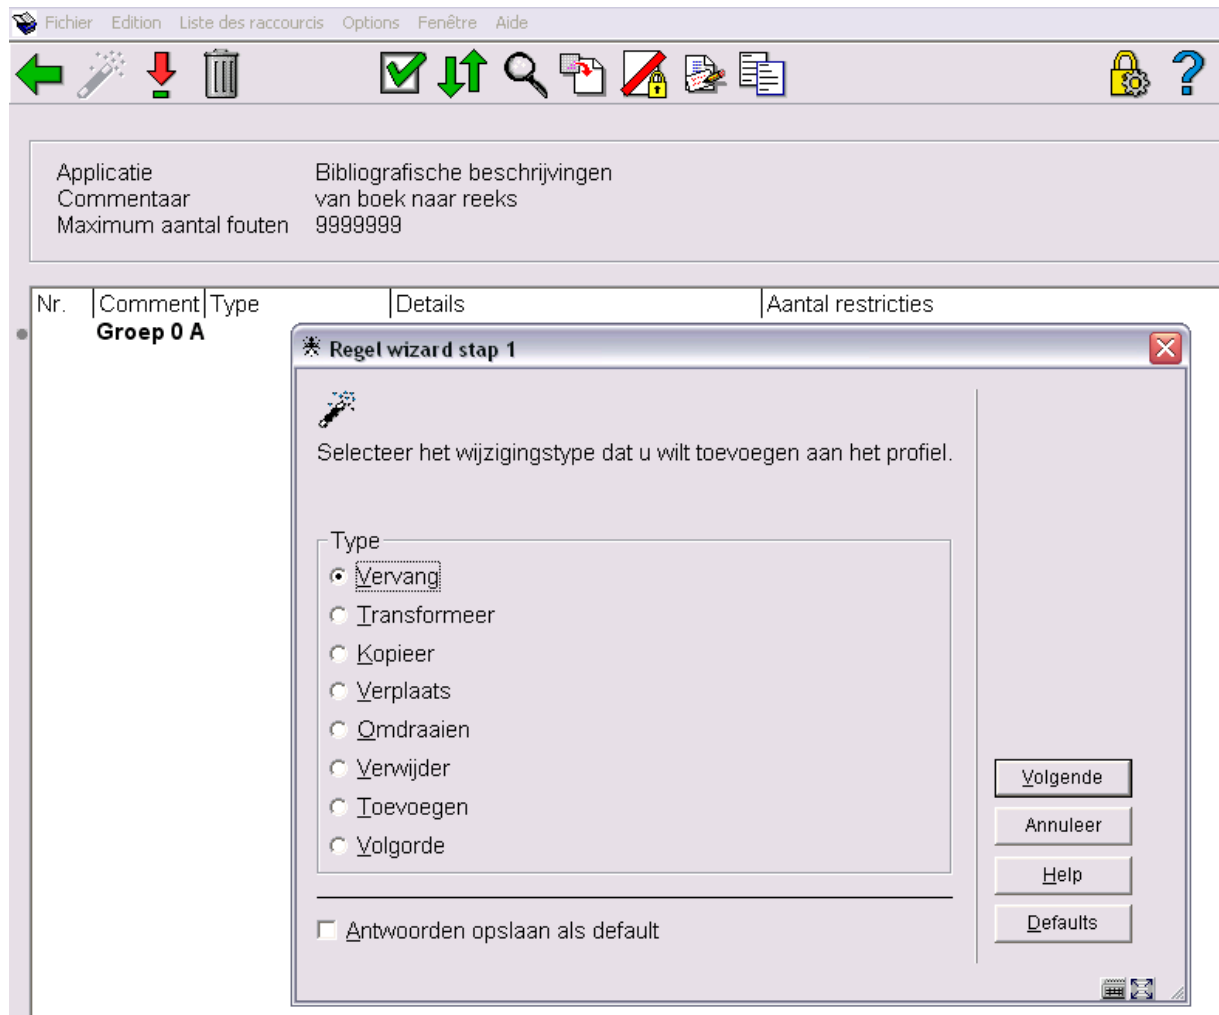 Fichier Edition Liste des raccourcis Options Fenêtre Aide
Applicatie Bibliografische beschrijvingen
Commentaar van boek naar reeks
Maximum aantal fouten 9999999
Nr. Comment Type Details Aantal restricties
Groep 0 A
Regel wizard stap 1
Selecteer het wijzigingstype dat u wilt toevoegen aan het profiel.
Type
Vervang
Transformeer
Kopieer
Verplaats
Omdraaien
Verwijder
Toevoegen
Volgorde
Volgende
Annuleer
Help
Defaults
Antwoorden opslaan als default